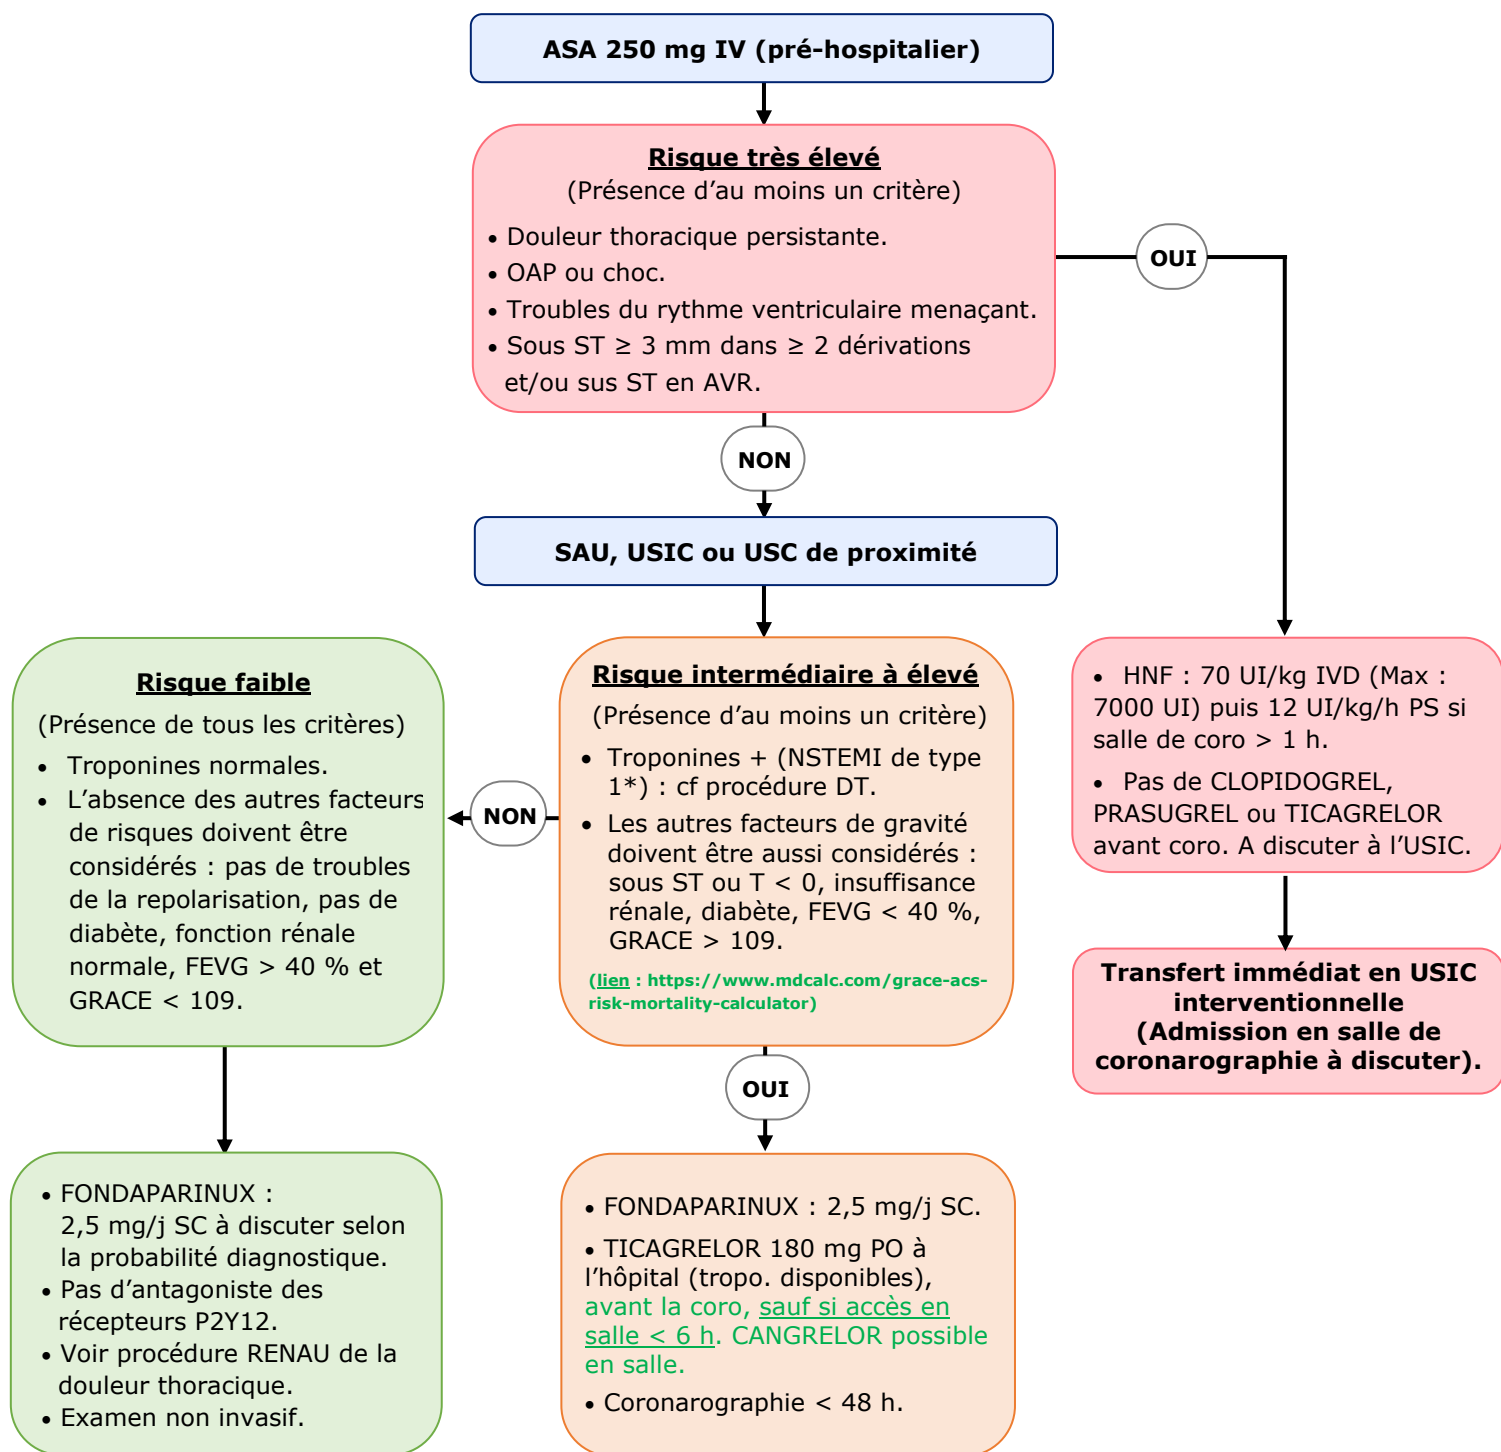 ASA 250 mg IV (pré-hospitalier)
Risque très élevé
(Présence d’au moins un critère)
• Douleur thoracique persistante.
• OAP ou choc.
• Troubles du rythme ventriculaire menaçant.
• Sous ST ≥ 3 mm dans ≥ 2 dérivations
et/ou sus ST en AVR.
OUI
NON
SAU, USIC ou USC de proximité
Risque faible
(Présence de tous les critères)
• Troponines normales.
• L’absence des autres facteurs
de risques doivent être
considérés : pas de troubles
de la repolarisation, pas de
diabète, fonction rénale
normale, FEVG > 40 % et
GRACE < 109.
NON
Risque intermédiaire à élevé
(Présence d’au moins un critère)
• Troponines + (NSTEMI de type
1*) : cf procédure DT.
• Les autres facteurs de gravité
doivent être aussi considérés :
sous ST ou T < 0, insuffisance
rénale, diabète, FEVG < 40 %,
GRACE > 109.
(lien : https://www.mdcalc.com/grace-acs-
risk-mortality-calculator)
• HNF : 70 UI/kg IVD (Max :
7000 UI) puis 12 UI/kg/h PS si
salle de coro > 1 h.
• Pas de CLOPIDOGREL,
PRASUGREL ou TICAGRELOR
avant coro. A discuter à l’USIC.
Transfert immédiat en USIC
interventionnelle
(Admission en salle de
coronarographie à discuter).
OUI
• FONDAPARINUX :
2,5 mg/j SC à discuter selon
la probabilité diagnostique.
• Pas d’antagoniste des
récepteurs P2Y12.
• Voir procédure RENAU de la
douleur thoracique.
• Examen non invasif.
• FONDAPARINUX : 2,5 mg/j SC.
• TICAGRELOR 180 mg PO à
l’hôpital (tropo. disponibles),
avant la coro, sauf si accès en
salle < 6 h. CANGRELOR possible
en salle.
• Coronarographie < 48 h.